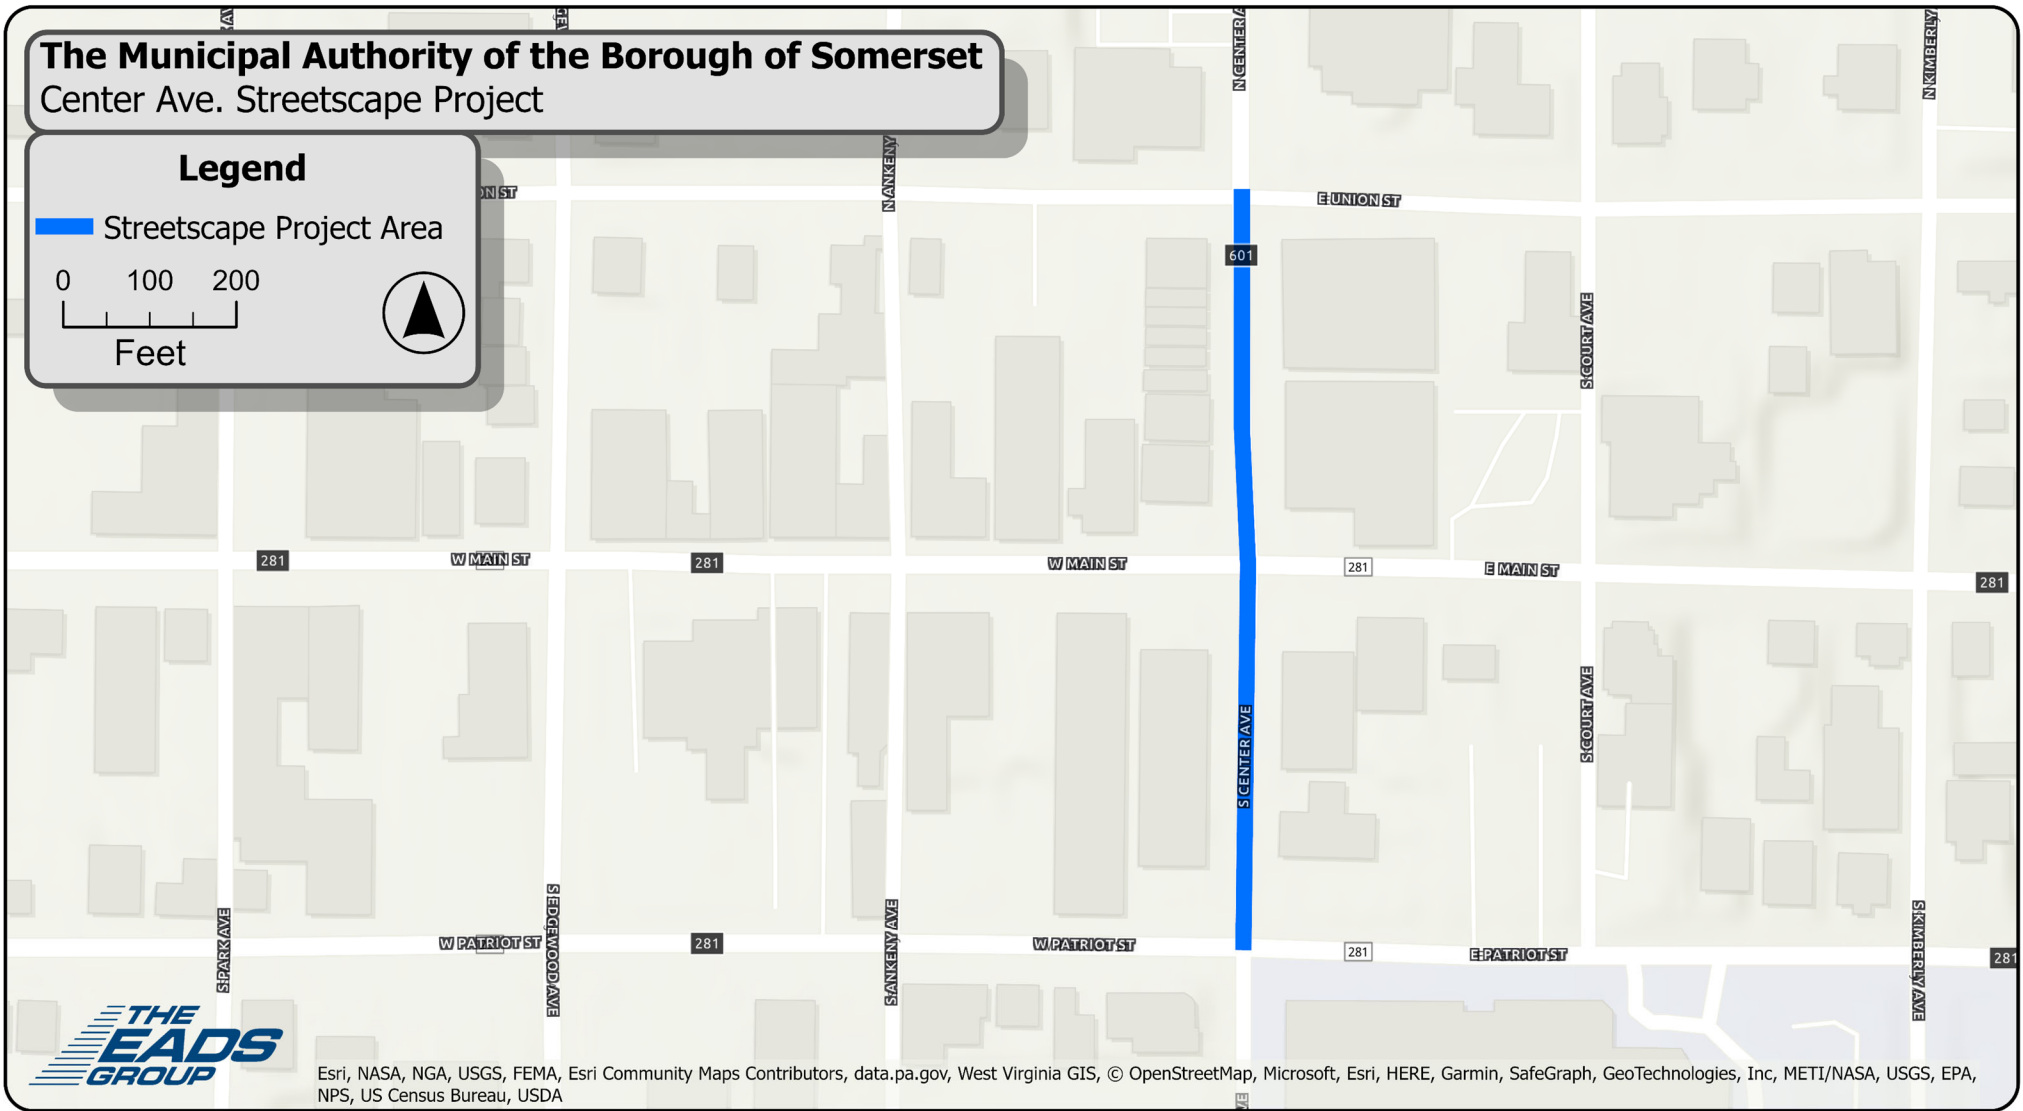 The Municipal Authority of the Borough of Somerset
Center Ave. Streetscape Project
Legend
Streetscape Project Area
0 100 200
Feet
N CENTER A
N KIMBERLY
N ANKENY
ON ST
E UNION ST
601
S COURT AVE
281
W MAIN ST
281
W MAIN ST
281
E MAIN ST
281
S COURT AVE
S CENTER AVE
S PARK AVE
S EDGEWOOD AVE
S ANKENY AVE
S KIMBERLY AVE
W PATRIOT ST
281
W PATRIOT ST
281
E PATRIOT ST
281
THE
EADS
GROUP
Esri, NASA, NGA, USGS, FEMA, Esri Community Maps Contributors, data.pa.gov, West Virginia GIS, © OpenStreetMap, Microsoft, Esri, HERE, Garmin, SafeGraph, GeoTechnologies, Inc, METI/NASA, USGS, EPA,
NPS, US Census Bureau, USDA